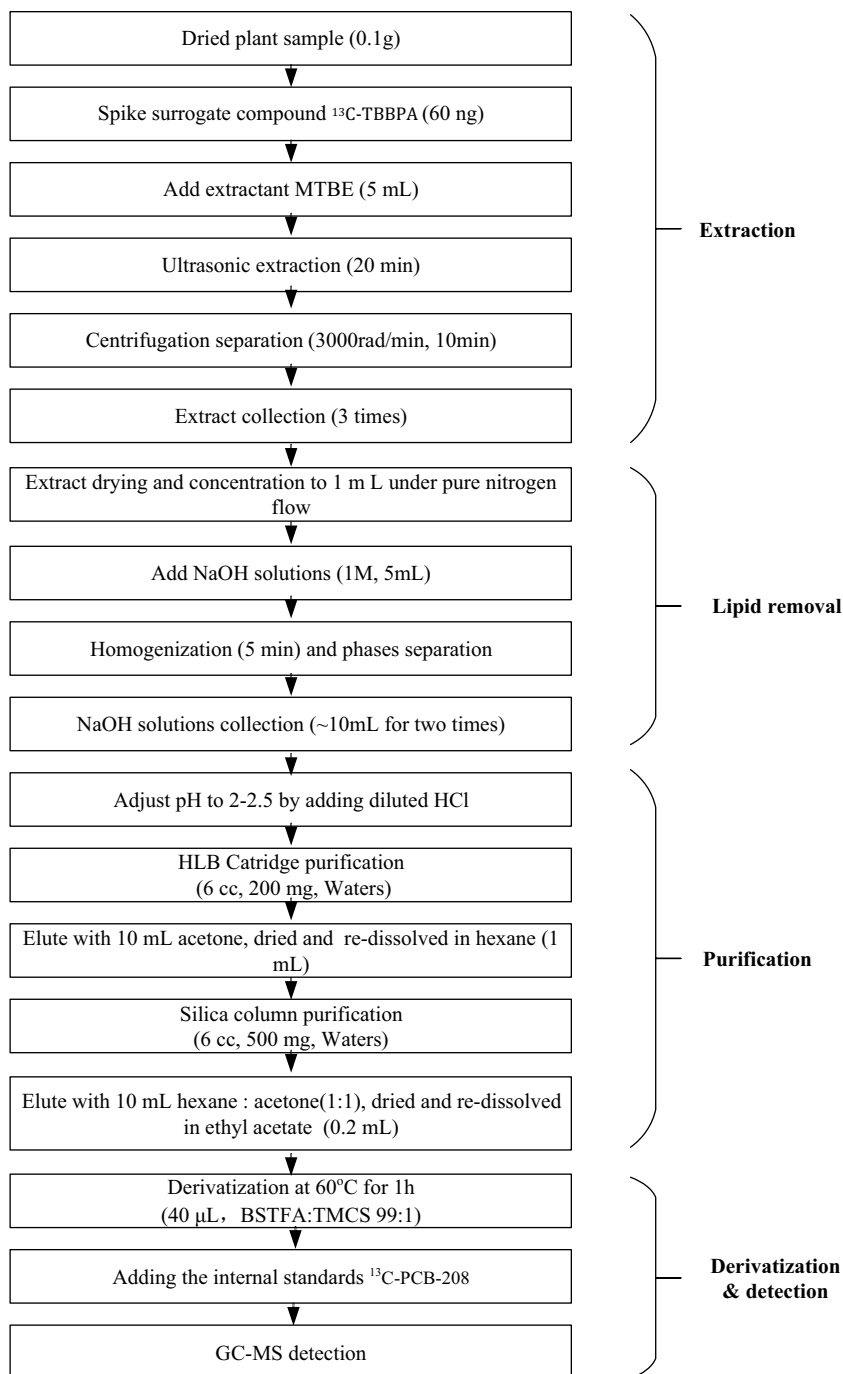 Dried plant sample (0.1g)
Spike surrogate compound ¹³C-TBBPA (60 ng)
Add extractant MTBE (5 mL)
Ultrasonic extraction (20 min)
Centrifugation separation (3000rad/min, 10min)
Extract collection (3 times)
Extraction
Extract drying and concentration to 1 m L under pure nitrogen
flow
Add NaOH solutions (1M, 5mL)
Homogenization (5 min) and phases separation
NaOH solutions collection (~10mL for two times)
Lipid removal
Adjust pH to 2-2.5 by adding diluted HCl
HLB Catridge purification
(6 cc, 200 mg, Waters)
Elute with 10 mL acetone, dried and re-dissolved in hexane (1
mL)
Silica column purification
(6 cc, 500 mg, Waters)
Elute with 10 mL hexane : acetone(1:1), dried and re-dissolved
in ethyl acetate (0.2 mL)
Purification
Derivatization at 60°C for 1h
(40 μL，BSTFA:TMCS 99:1)
Adding the internal standards ¹³C-PCB-208
GC-MS detection
Derivatization
& detection